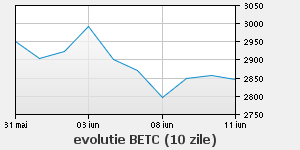 3050
3000
2950
2900
2850
2800
2750
31 mai
03 iun
08 iun
11 iun
evolutie BETC (10 zile)